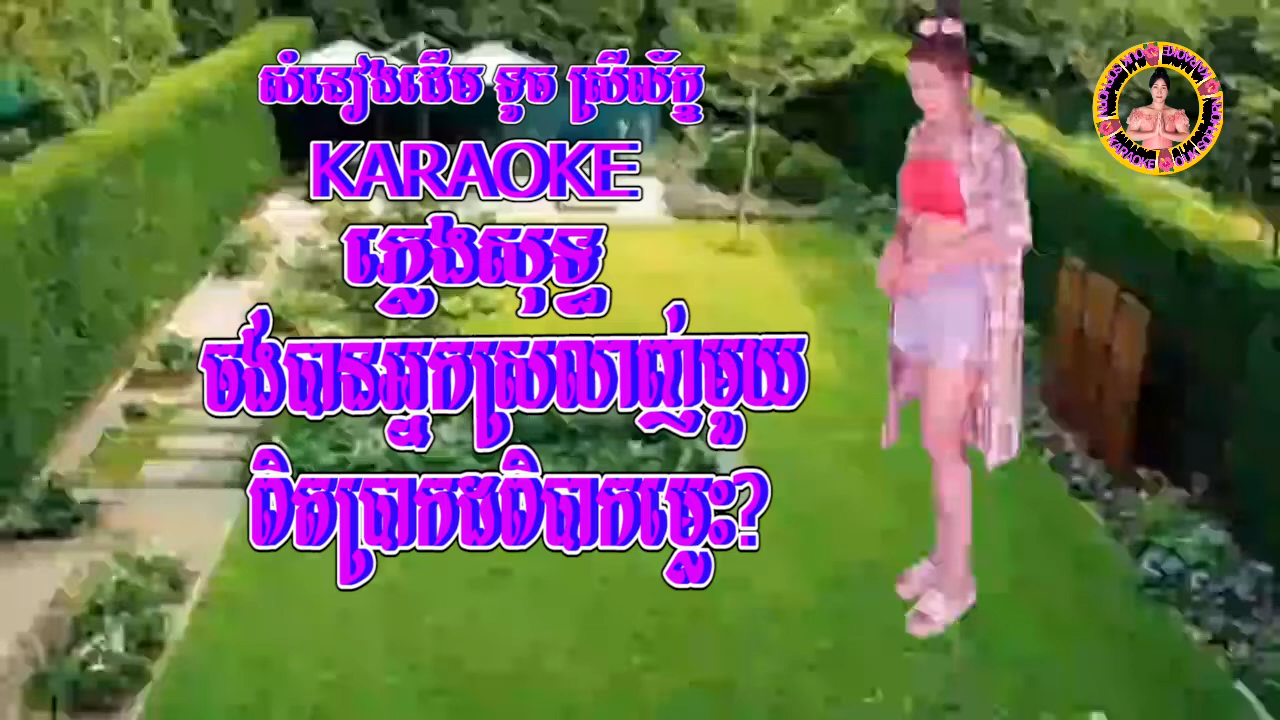 សំនៀងដើម ទូច ស្រីល័ក្ខ
KARAOKE
ភ្លេងសុទ្ធ
ចង់បានអ្នកស្រលាញ់មួយ
ពិតប្រាកដពិបាកម្លេះ?
KARAOKE